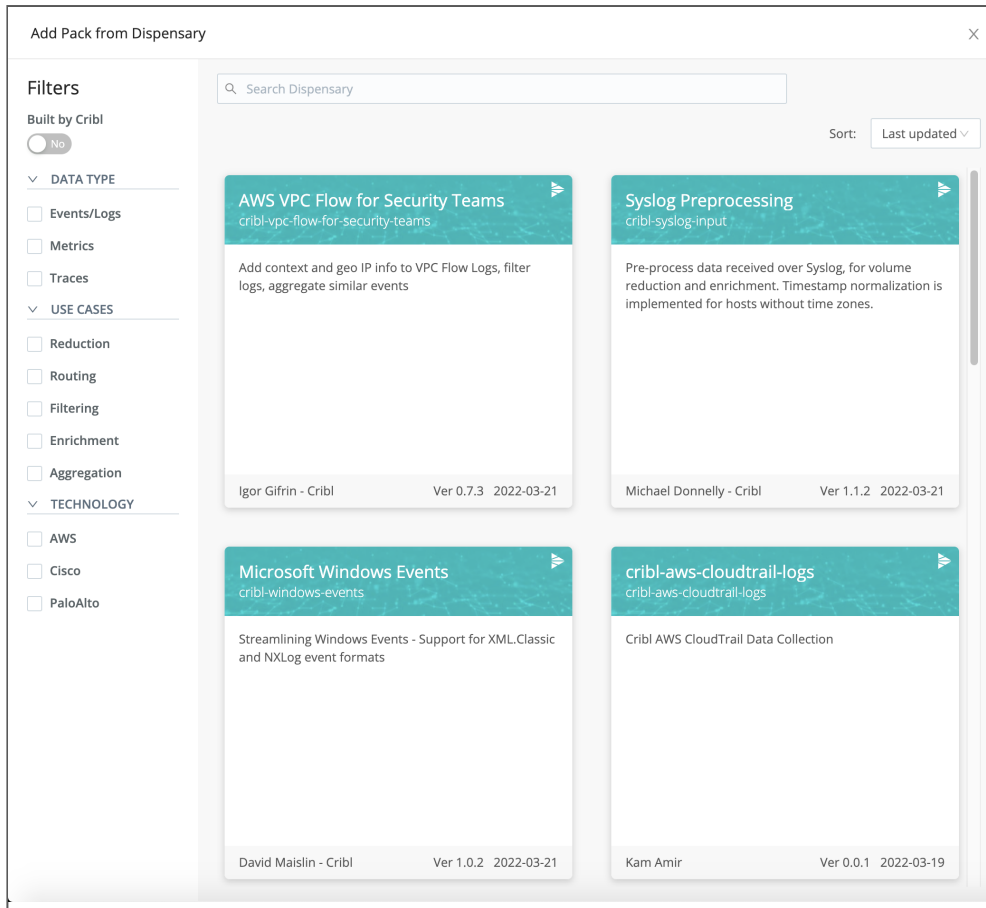 Add Pack from Dispensary
Filters
Built by Cribl
No
DATA TYPE
Events/Logs
Metrics
Traces
USE CASES
Reduction
Routing
Filtering
Enrichment
Aggregation
TECHNOLOGY
AWS
Cisco
PaloAlto
Search Dispensary
Sort: Last updated
AWS VPC Flow for Security Teams
cribl-vpc-flow-for-security-teams
Add context and geo IP info to VPC Flow Logs, filter
logs, aggregate similar events
Igor Gifrin - Cribl Ver 0.7.3 2022-03-21
Syslog Preprocessing
cribl-syslog-input
Pre-process data received over Syslog, for volume
reduction and enrichment. Timestamp normalization is
implemented for hosts without time zones.
Michael Donnelly - Cribl Ver 1.1.2 2022-03-21
Microsoft Windows Events
cribl-windows-events
Streamlining Windows Events - Support for XML.Classic
and NXLog event formats
David Maislin - Cribl Ver 1.0.2 2022-03-21
cribl-aws-cloudtrail-logs
cribl-aws-cloudtrail-logs
Cribl AWS CloudTrail Data Collection
Kam Amir Ver 0.0.1 2022-03-19